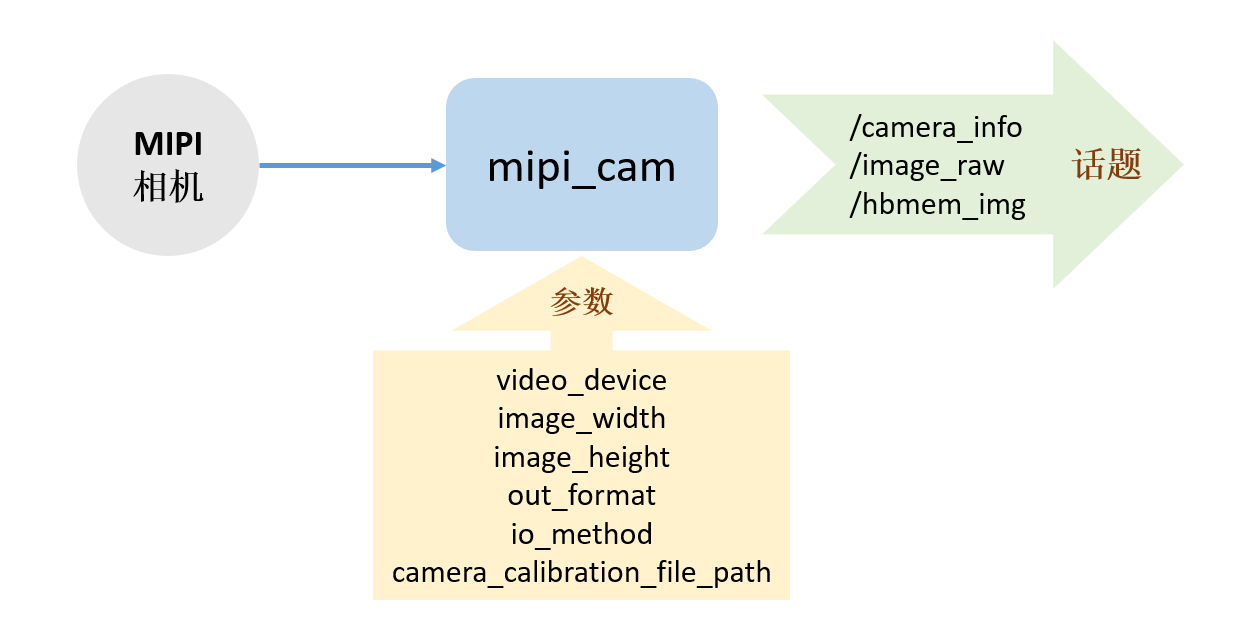 MIPI
相机
mipi_cam
/camera_info
/image_raw
/hbmem_img
话题
参数
video_device
image_width
image_height
out_format
io_method
camera_calibration_file_path